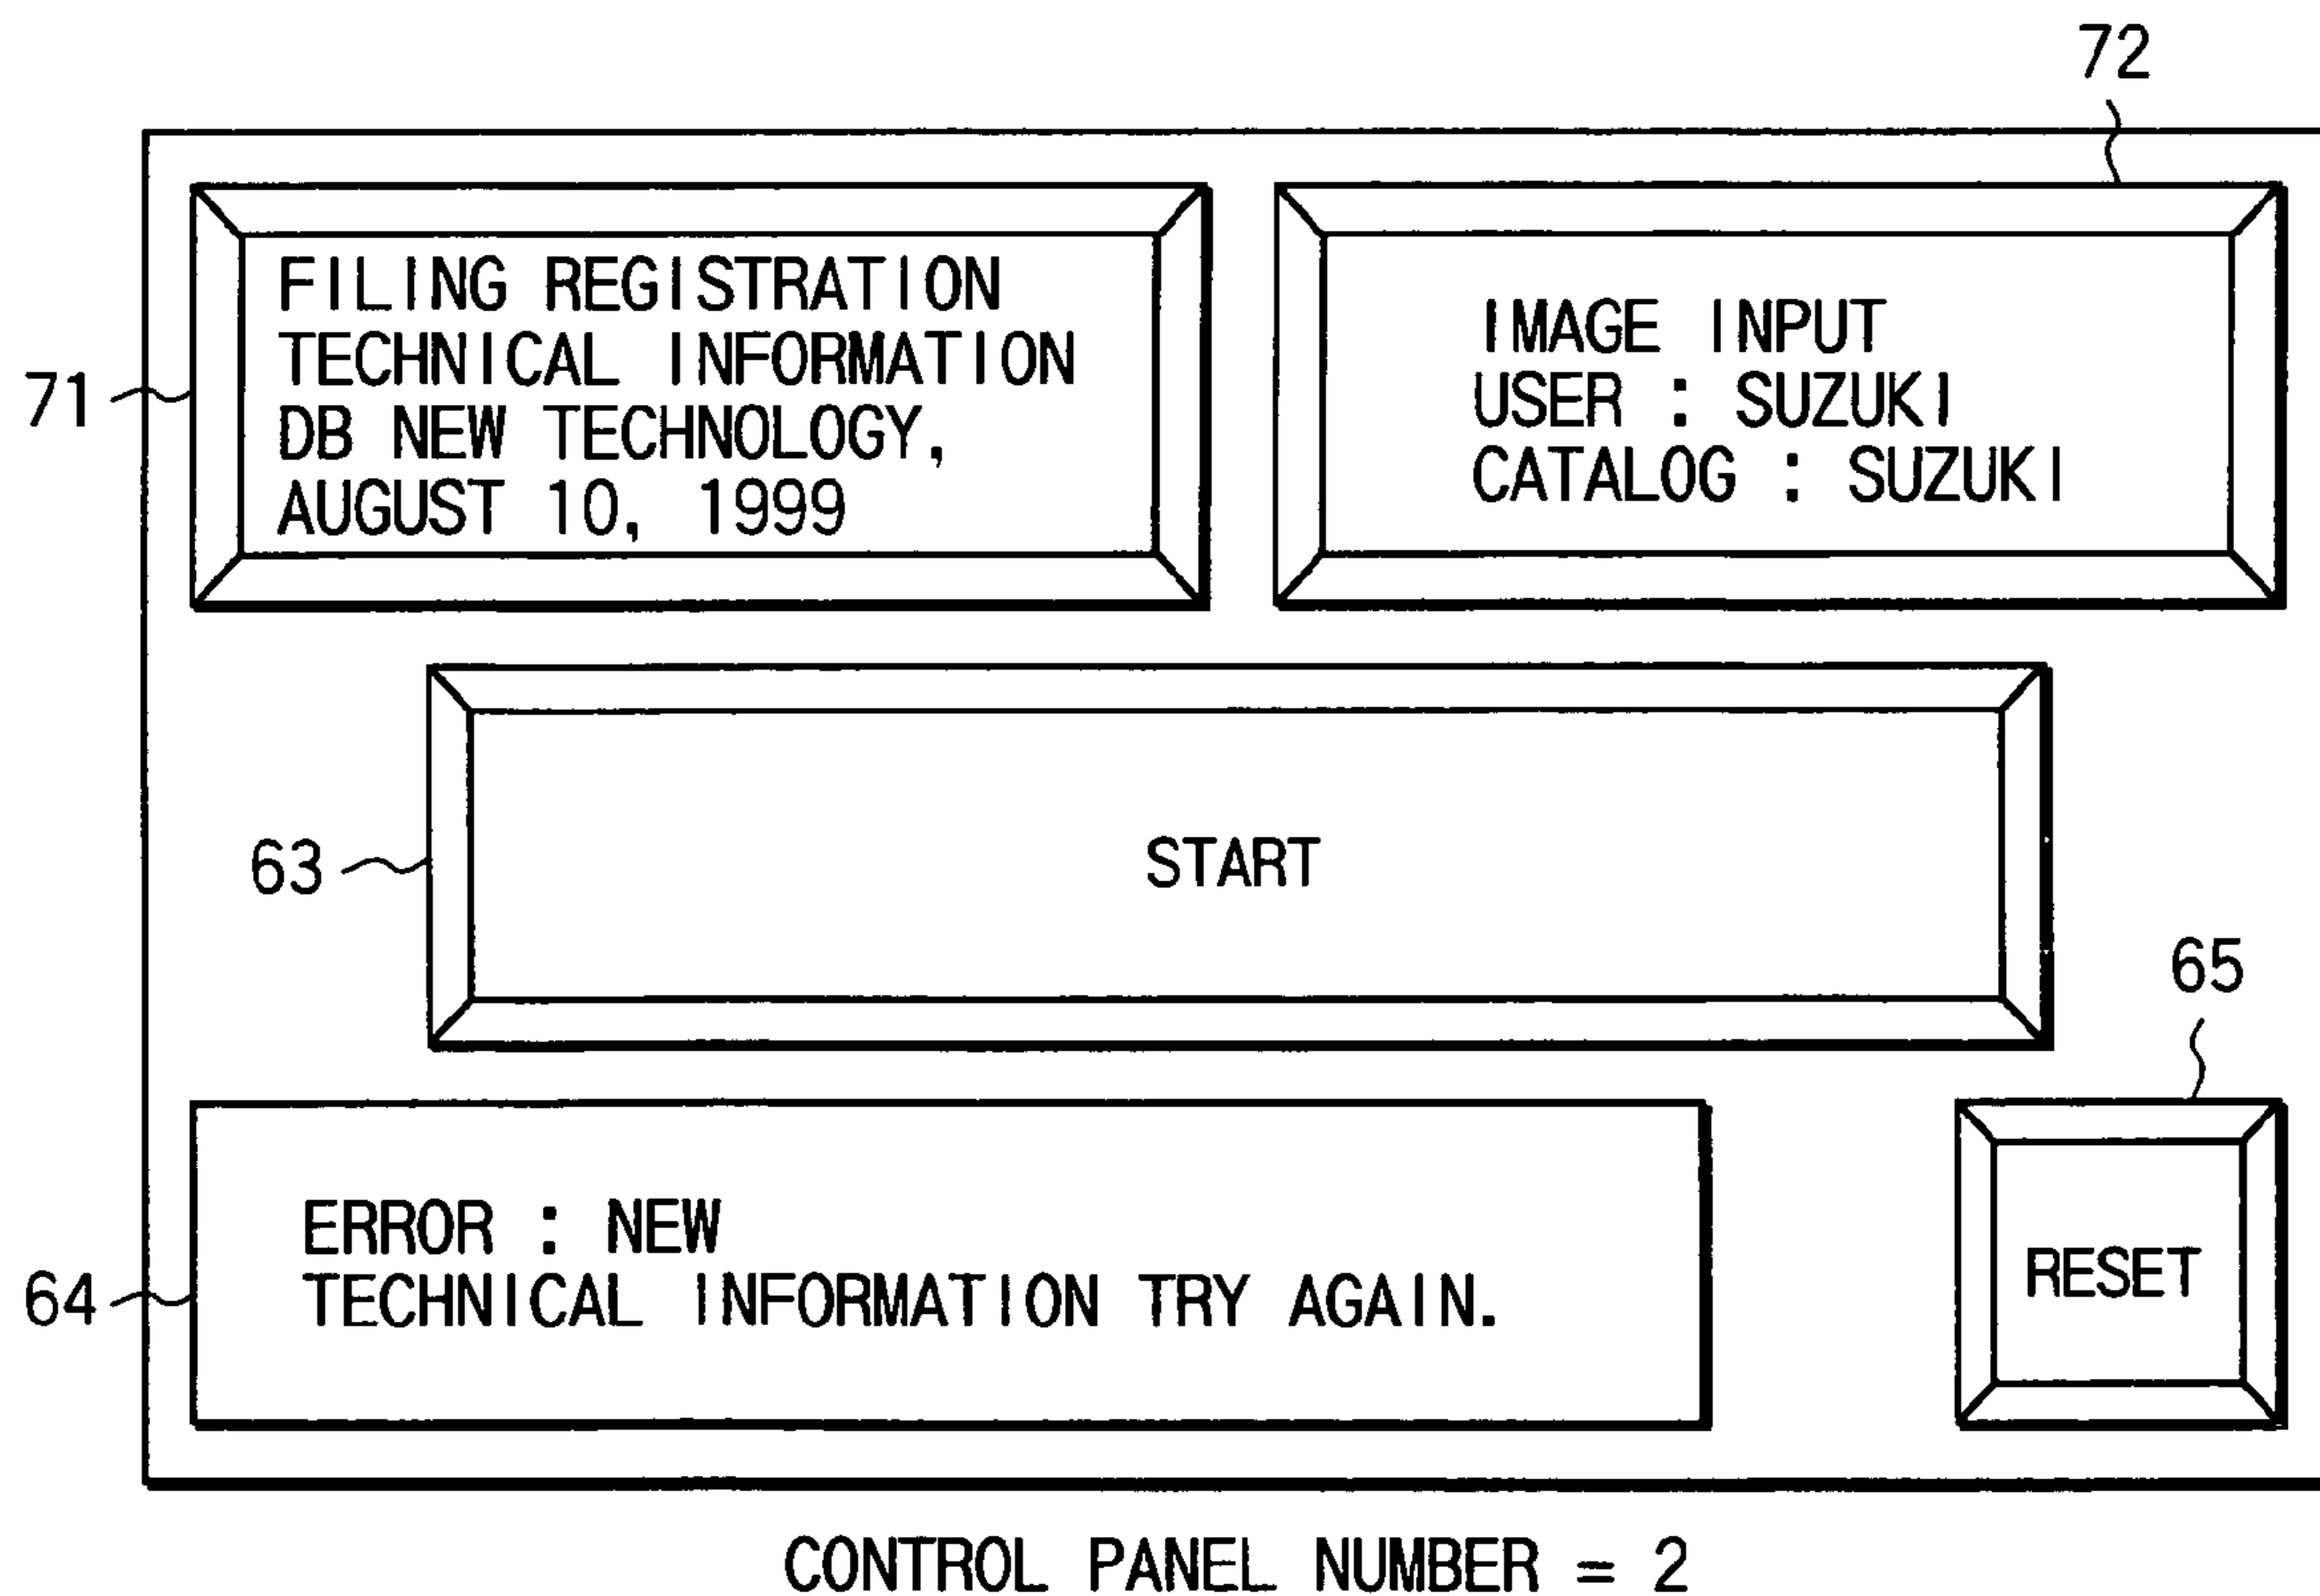 72
FILING REGISTRATION
TECHNICAL INFORMATION
DB NEW TECHNOLOGY,
AUGUST 10, 1999
71
IMAGE INPUT
USER : SUZUKI
CATALOG : SUZUKI
63
START
65
64
ERROR : NEW
TECHNICAL INFORMATION TRY AGAIN.
RESET
CONTROL PANEL NUMBER = 2